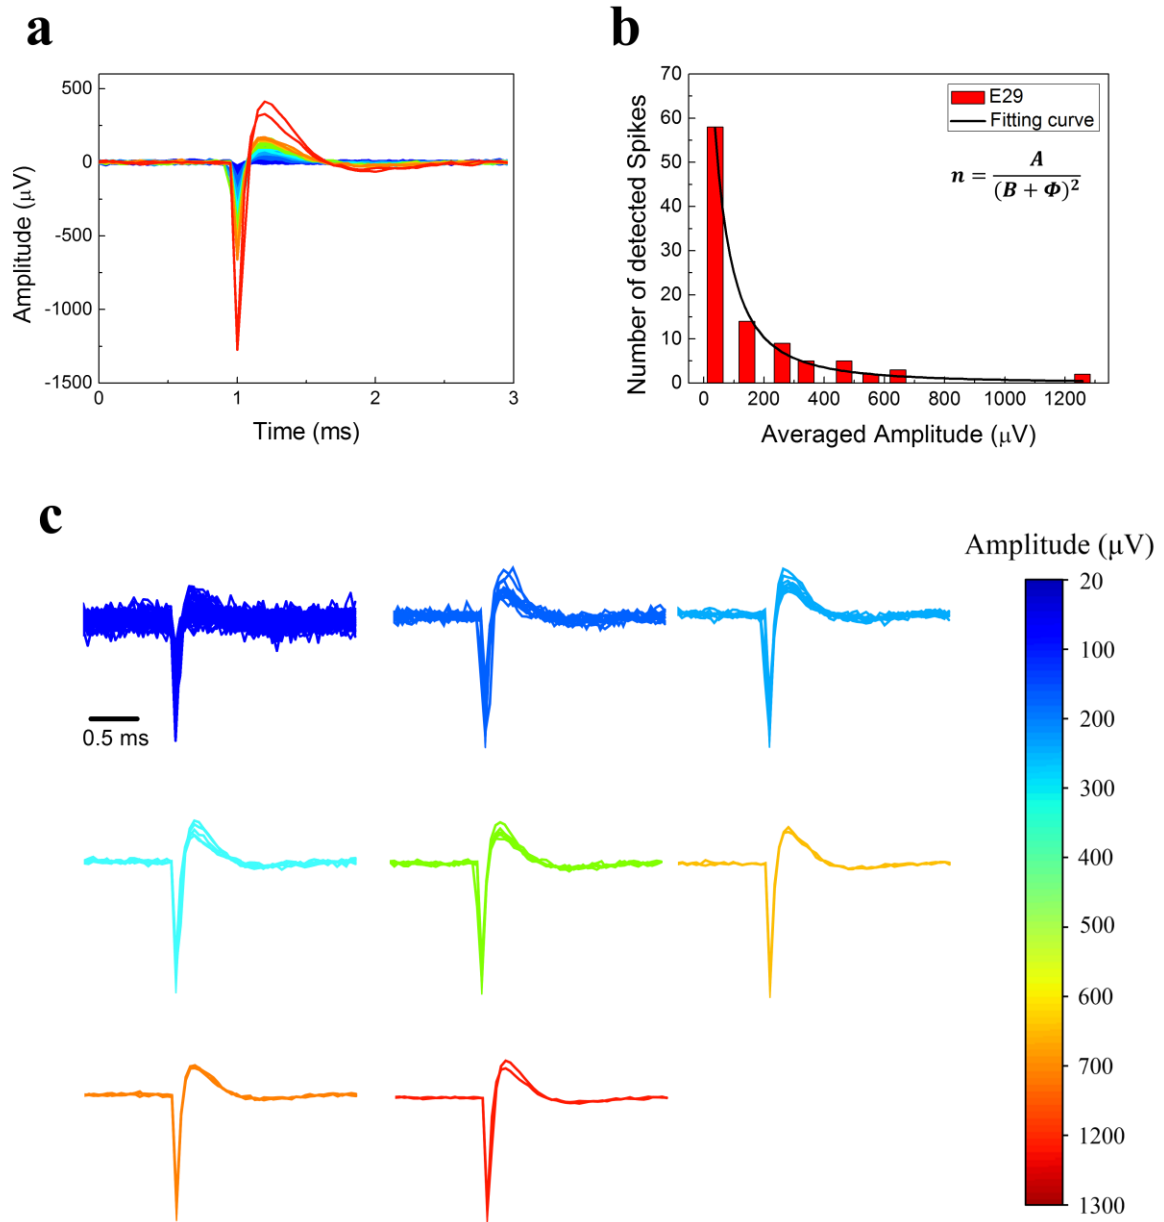 a
500
0
-500
-1000
-1500
Amplitude (μV)
0 1 2 3
Time (ms)
b
70
60
50
40
30
20
10
0
Number of detected Spikes
E29
Fitting curve
n = A / (B + Φ)²
0 200 400 600 800 1000 1200
Averaged Amplitude (μV)
c
0.5 ms
Amplitude (μV)
20
100
200
300
400
500
600
700
1200
1300